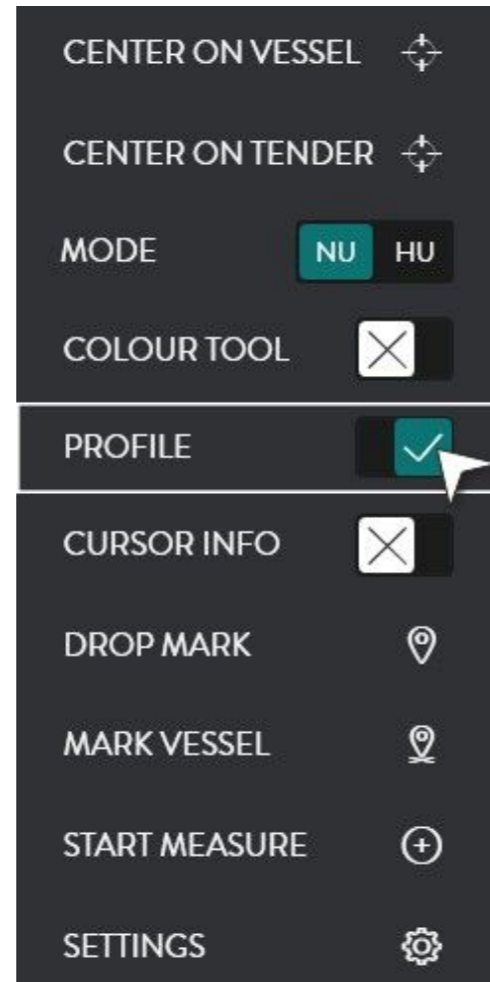 CENTER ON VESSEL
CENTER ON TENDER
MODE NU HU
COLOUR TOOL
PROFILE
CURSOR INFO
DROP MARK
MARK VESSEL
START MEASURE
SETTINGS